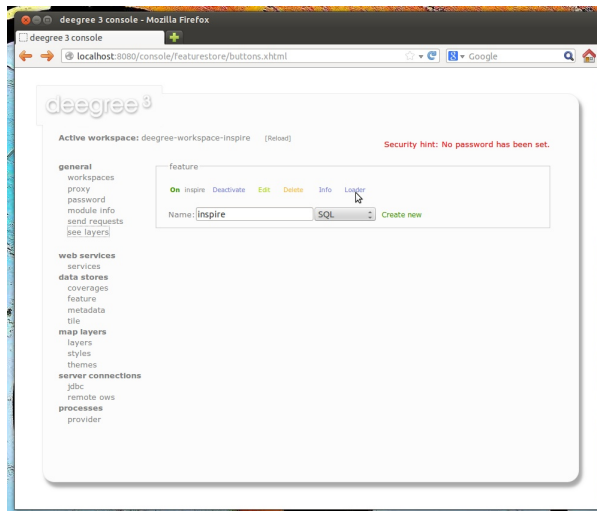 deegree 3 console - Mozilla Firefox
deegree 3 console
localhost:8080/console/featurestore/buttons.xhtml
Google
deegree 3
Active workspace: deegree-workspace-inspire [Reload]
Security hint: No password has been set.
general
workspaces
proxy
password
module info
send requests
see layers
web services
services
data stores
coverages
feature
metadata
tile
map layers
layers
styles
themes
server connections
jdbc
remote ows
processes
provider
feature
On inspire Deactivate Edit Delete Info Loader
Name: inspire SQL Create new